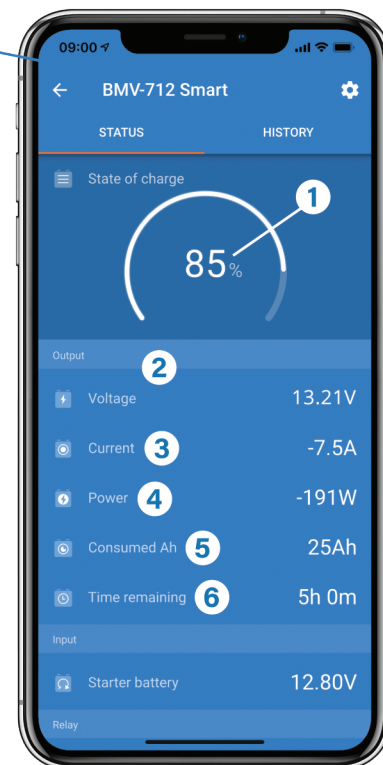 09:00
BMV-712 Smart
STATUS HISTORY
State of charge
1
85%
Output
2
Voltage 13.21V
Current 3 -7.5A
Power 4 -191W
Consumed Ah 5 25Ah
Time remaining 6 5h 0m
Input
Starter battery 12.80V
Relay